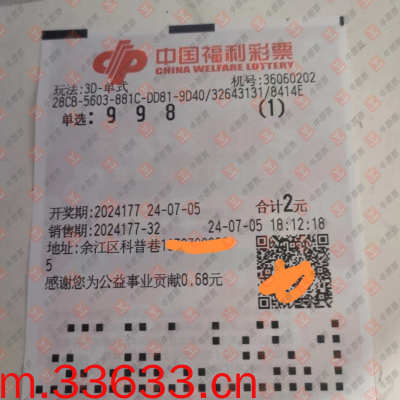 中国福利彩票
CHINA WELFARE LOTTERY
玩法:3D-单式 机号:36060202
28CB-5603-881C-DD81-9D40/32643131/8414E
单选: 9 9 8 (1)
开奖期:2024177 24-07-05 合计2元
销售期:2024177-32 24-07-05 18:12:18
地址:余江区科普巷
5
感谢您为公益事业贡献0.68元
m.33633.cn